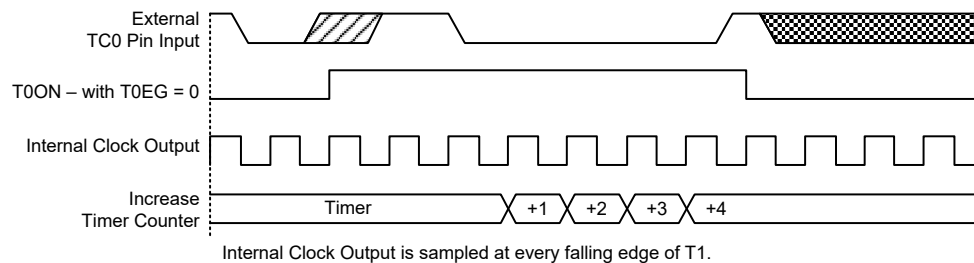 External
TC0 Pin Input
T0ON – with T0EG = 0
Internal Clock Output
Increase
Timer Counter
Timer
+1
+2
+3
+4
Internal Clock Output is sampled at every falling edge of T1.